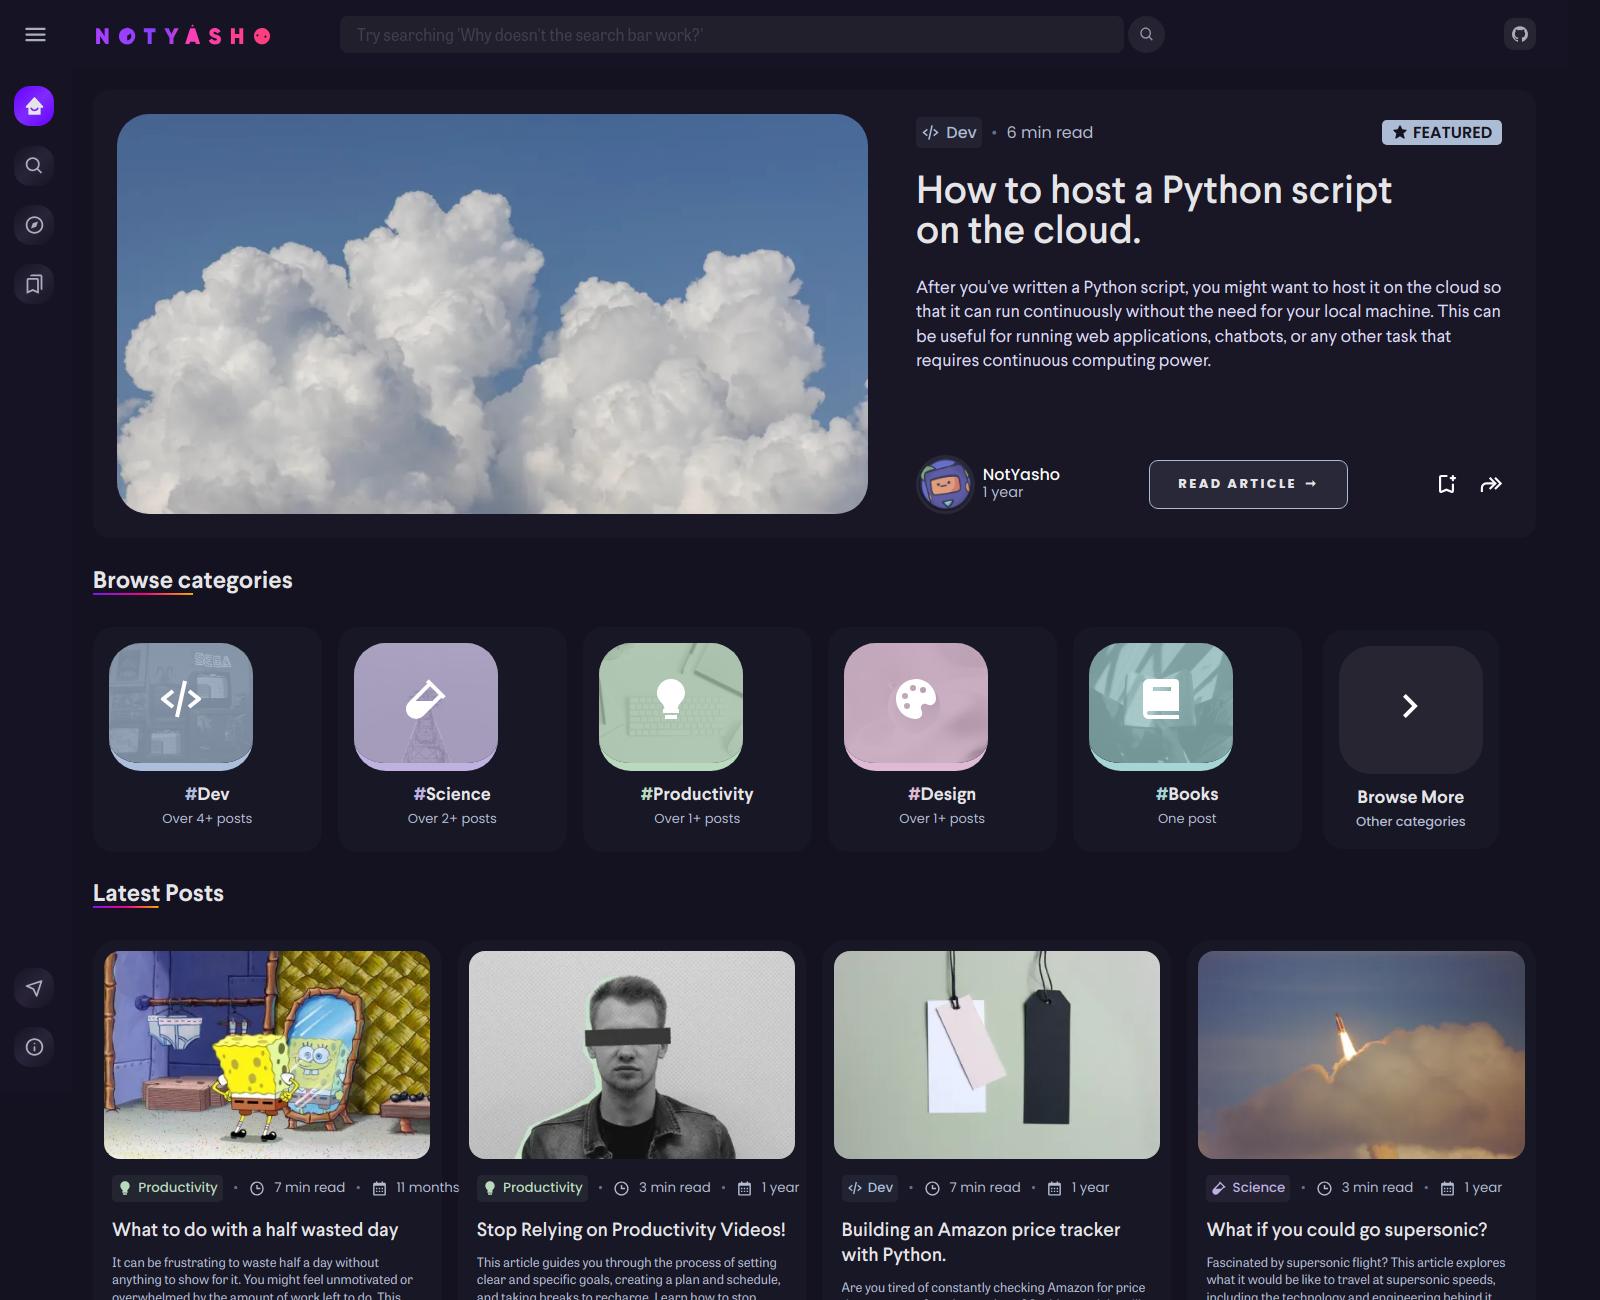 NOTYASHO
Try searching 'Why doesn't the search bar work?'
Dev • 6 min read
FEATURED
How to host a Python script
on the cloud.
After you've written a Python script, you might want to host it on the cloud so
that it can run continuously without the need for your local machine. This can
be useful for running web applications, chatbots, or any other task that
requires continuous computing power.
NotYasho
1 year
READ ARTICLE →
Browse categories
SEGA
#Dev
Over 4+ posts
#Science
Over 2+ posts
#Productivity
Over 1+ posts
#Design
Over 1+ posts
#Books
One post
Browse More
Other categories
Latest Posts
Productivity • 7 min read • 11 months
What to do with a half wasted day
It can be frustrating to waste half a day without
anything to show for it. You might feel unmotivated or
overwhelmed by the amount of work left to do. This
Productivity • 3 min read • 1 year
Stop Relying on Productivity Videos!
This article guides you through the process of setting
clear and specific goals, creating a plan and schedule,
and taking breaks to recharge. Learn how to stop
Dev • 7 min read • 1 year
Building an Amazon price tracker
with Python.
Are you tired of constantly checking Amazon for price
Science • 3 min read • 1 year
What if you could go supersonic?
Fascinated by supersonic flight? This article explores
what it would be like to travel at supersonic speeds,
including the technology and engineering behind it